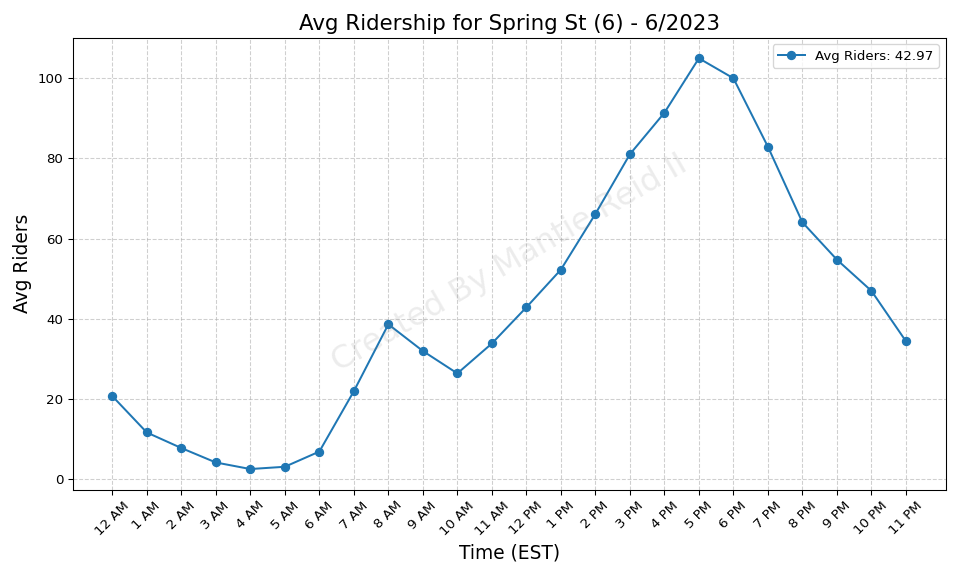 Avg Ridership for Spring St (6) - 6/2023
Avg Riders: 42.97
Avg Riders
100
80
60
40
20
0
Created By Mantie Reid II
12 AM
1 AM
2 AM
3 AM
4 AM
5 AM
6 AM
7 AM
8 AM
9 AM
10 AM
11 AM
12 PM
1 PM
2 PM
3 PM
4 PM
5 PM
6 PM
7 PM
8 PM
9 PM
10 PM
11 PM
Time (EST)